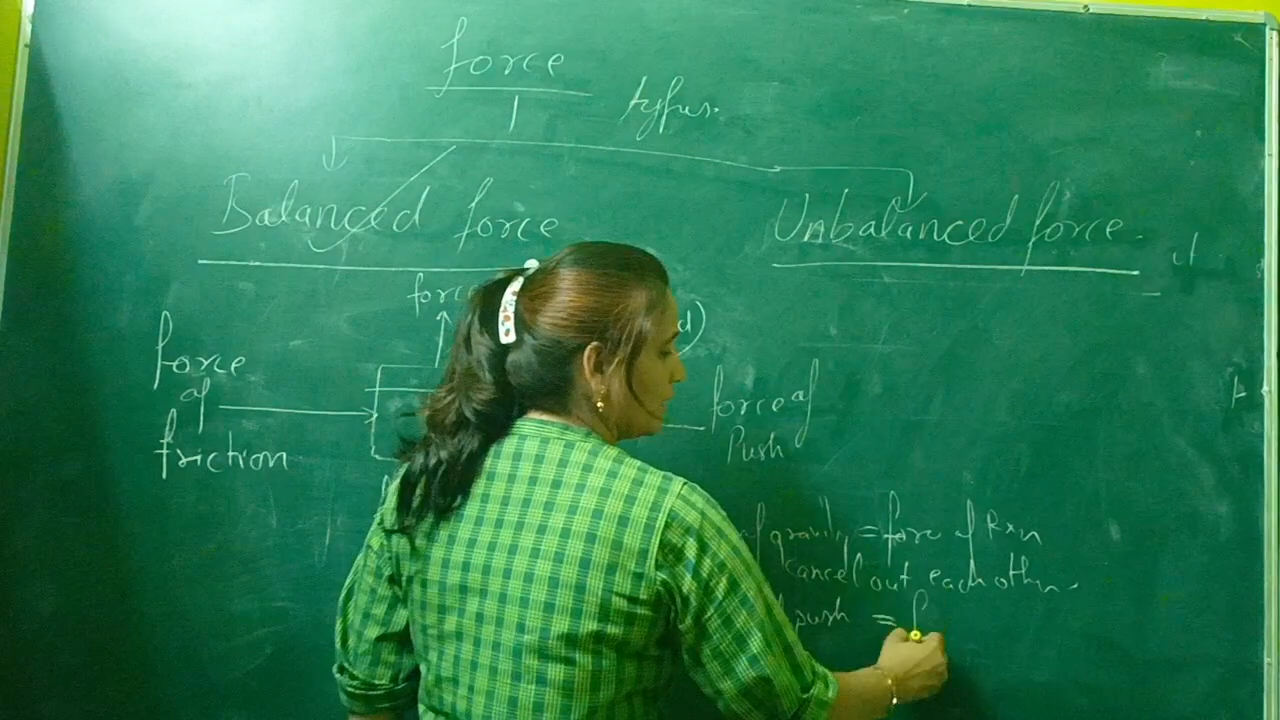 force
types.
Balanced force
Unbalanced force.
force
of
friction
force of
Push
of gravity = force of Rxn
cancel out each other.
push =